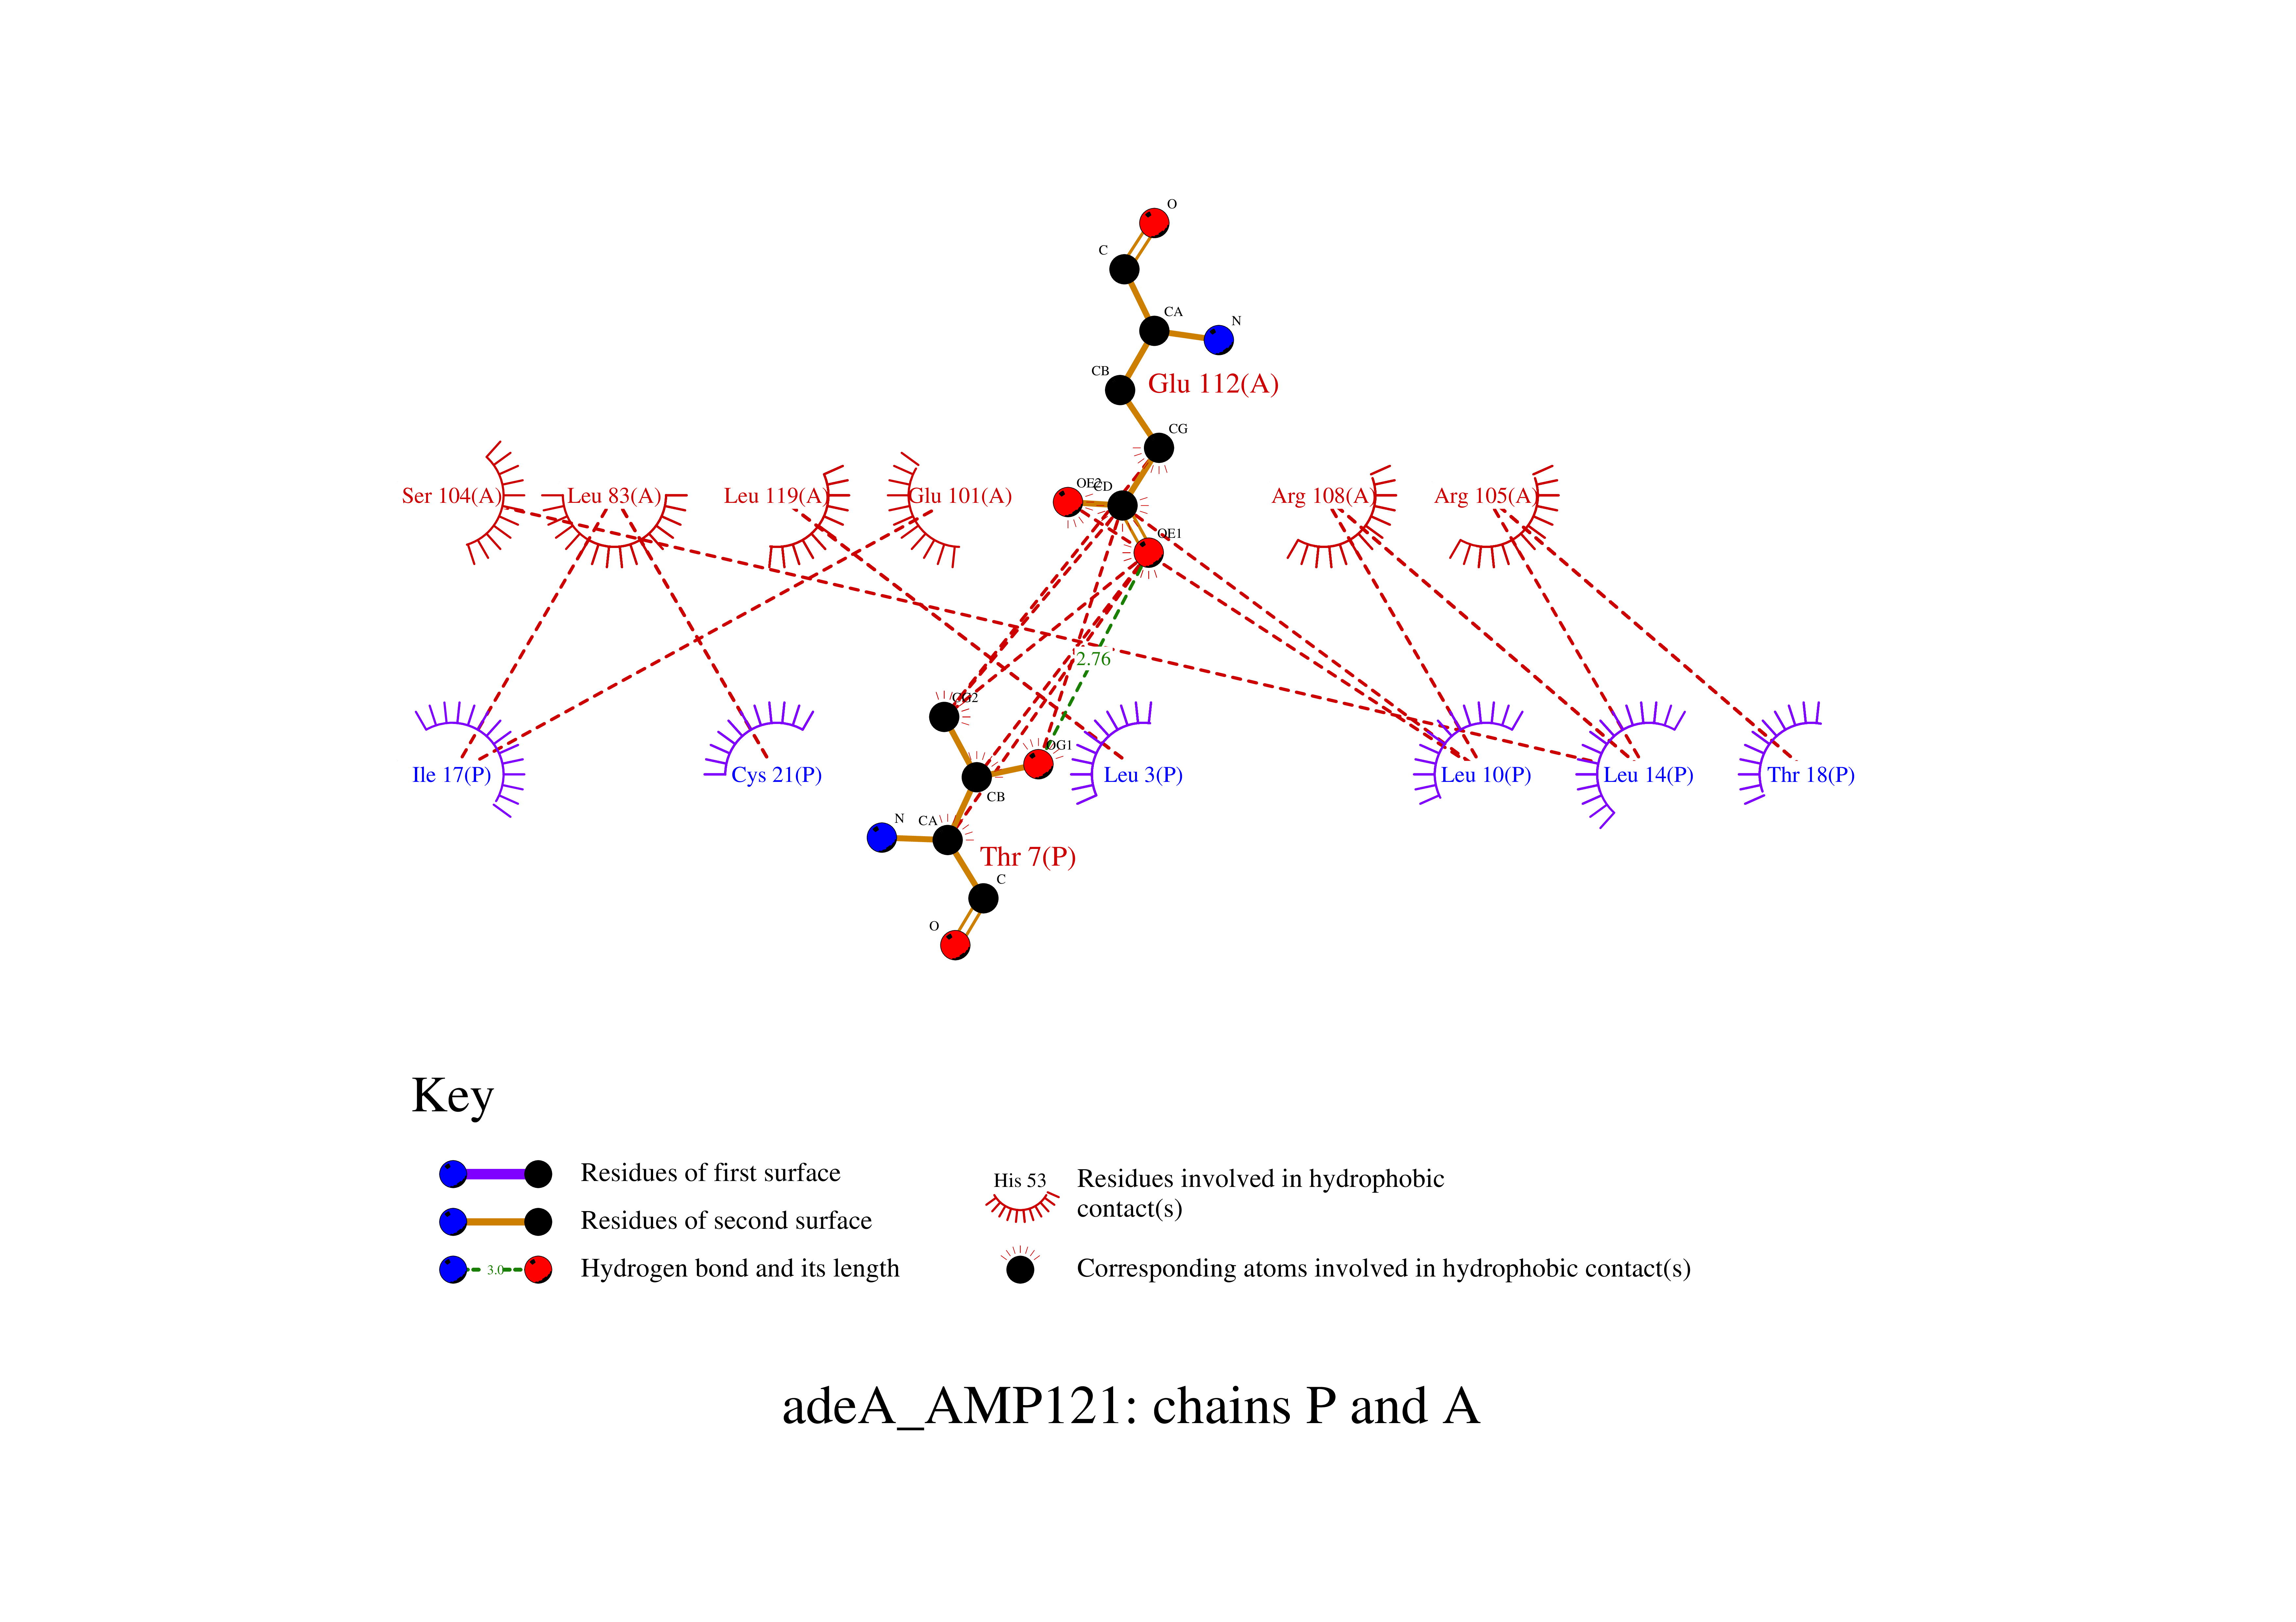 O
C
CA
N
CB
Glu 112(A)
CG
Ser 104(A)
Leu 83(A)
Leu 119(A)
Glu 101(A)
OE2
CD
Arg 108(A)
Arg 105(A)
OE1
2.76
CG2
OG1
Ile 17(P)
Cys 21(P)
Leu 3(P)
Leu 10(P)
Leu 14(P)
Thr 18(P)
CB
N
CA
Thr 7(P)
C
O
Key
Residues of first surface
Residues of second surface
3.0
Hydrogen bond and its length
His 53
Residues involved in hydrophobic
contact(s)
Corresponding atoms involved in hydrophobic contact(s)
adeA_AMP121: chains P and A